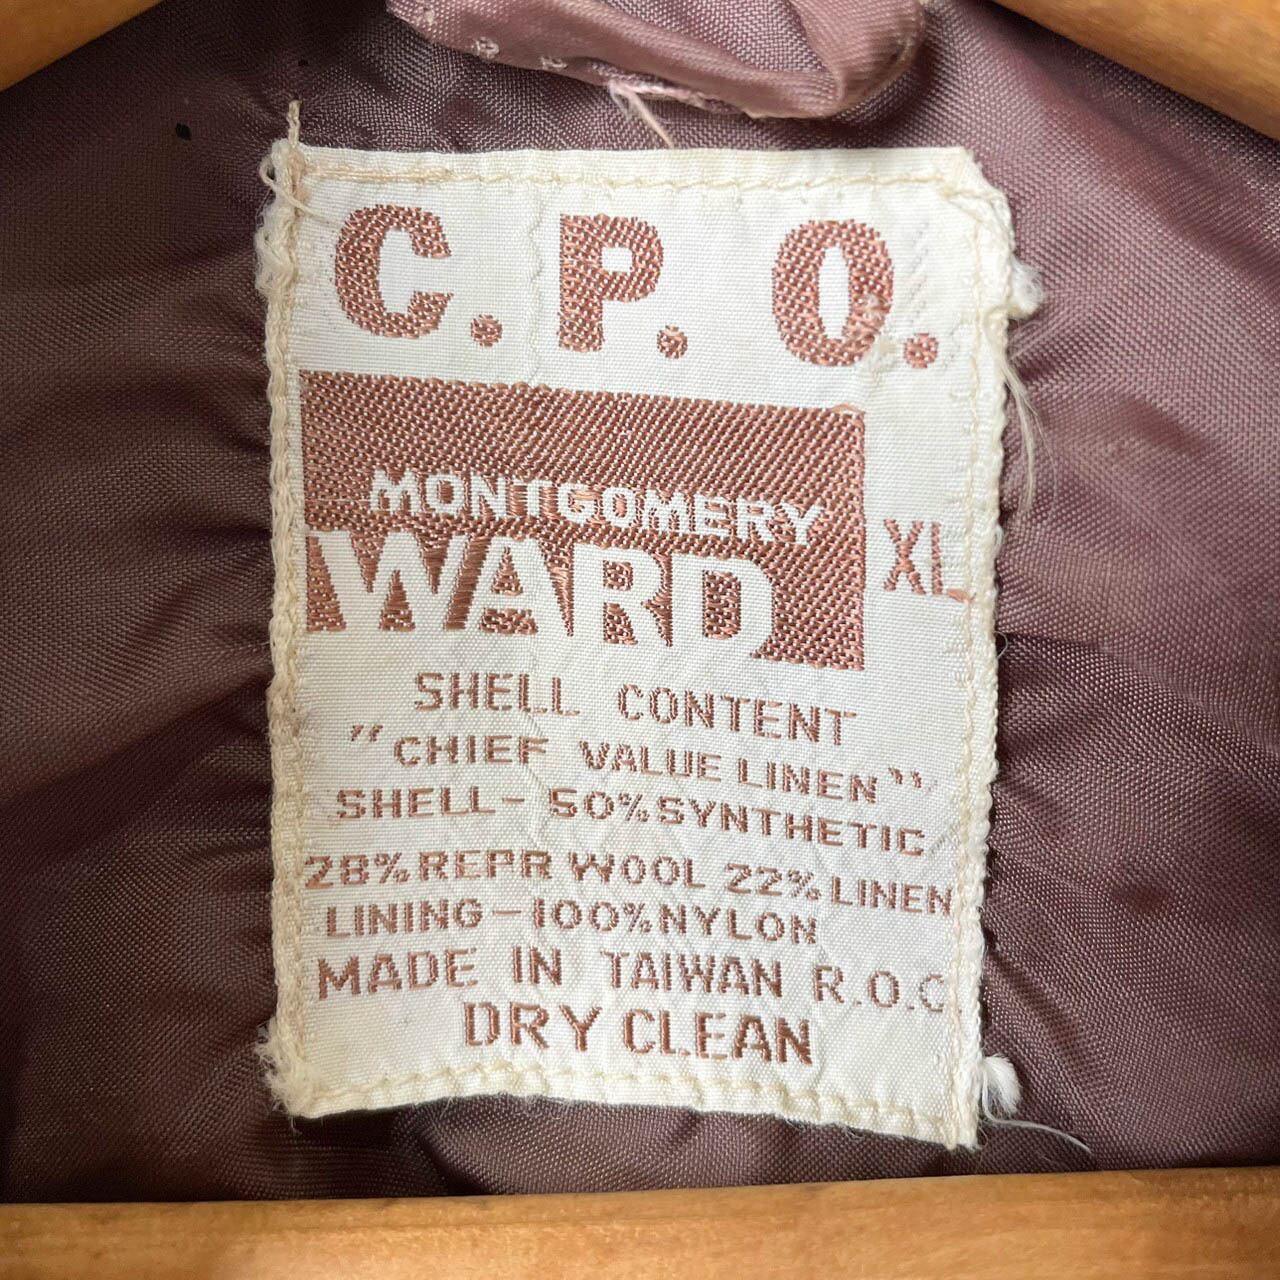 C.P.O.
MONTGOMERY
WARD
XL
SHELL CONTENT
"CHIEF VALUE LINEN"
SHELL- 50% SYNTHETIC
28% REPR WOOL 22% LINEN
LINING-100% NYLON
MADE IN TAIWAN R.O.C.
DRY CLEAN